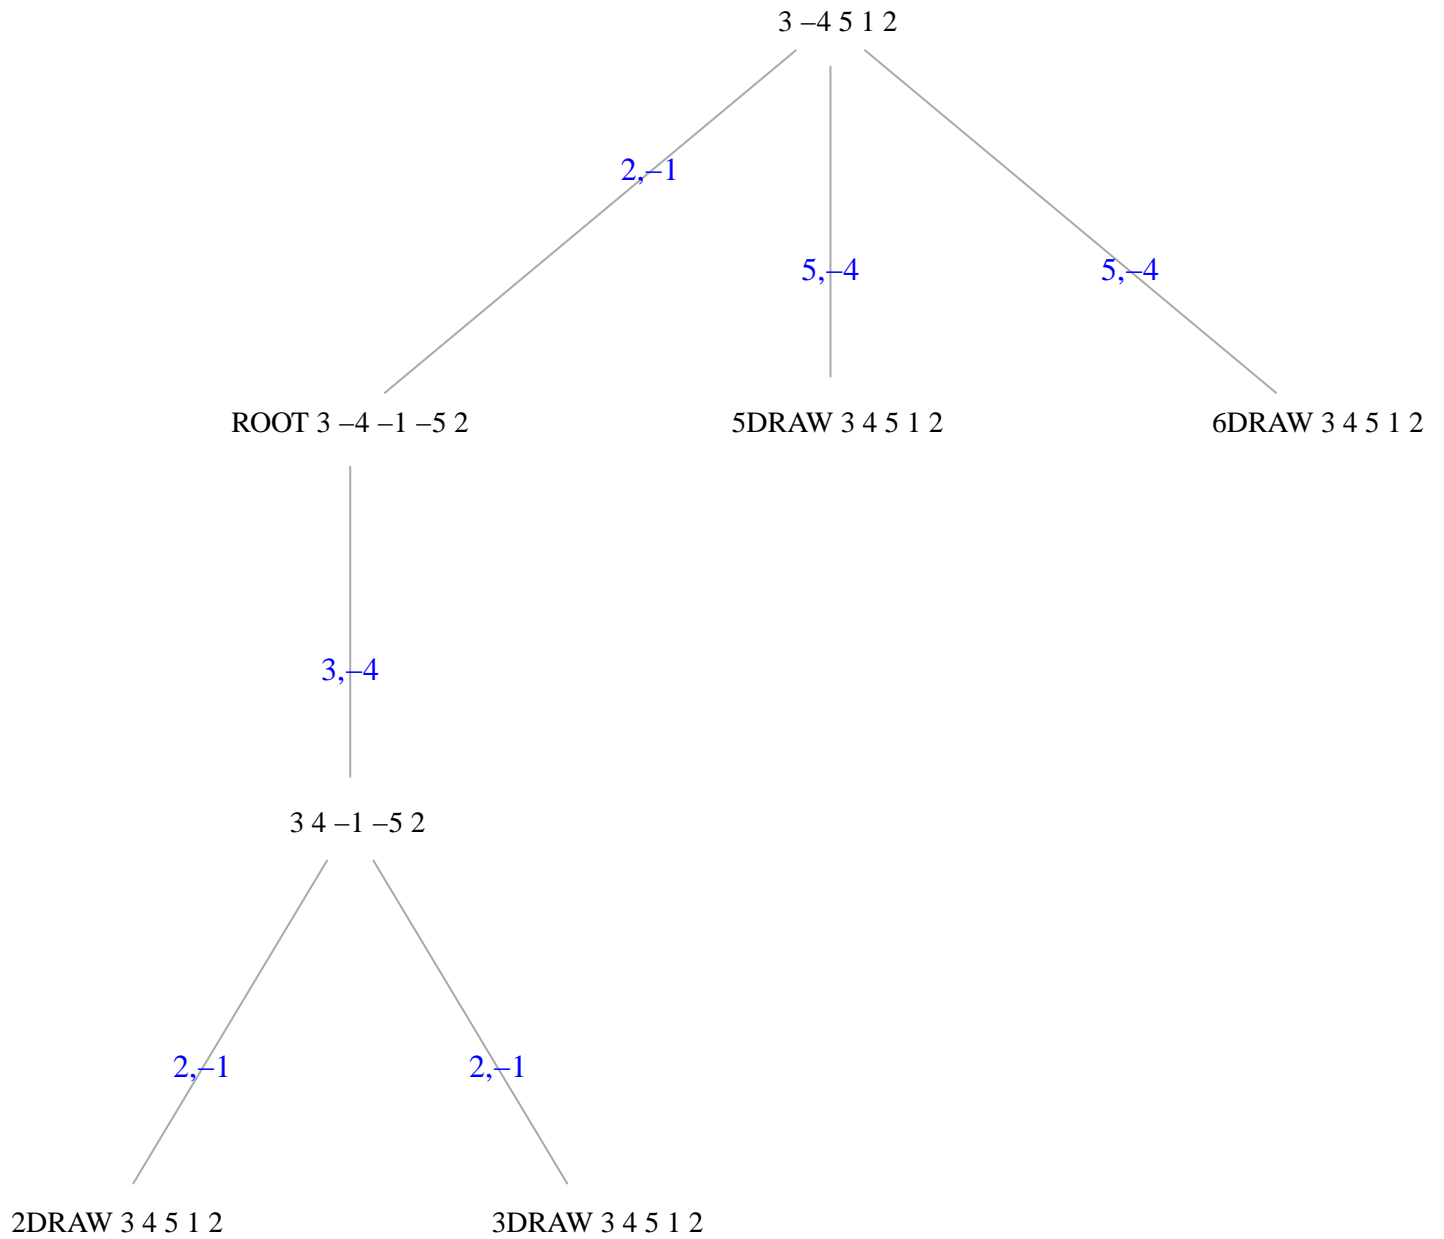 3 –4 5 1 2
2,–1
5,–4
5,–4
ROOT 3 –4 –1 –5 2
5DRAW 3 4 5 1 2
6DRAW 3 4 5 1 2
3,–4
3 4 –1 –5 2
2,–1
2,–1
2DRAW 3 4 5 1 2
3DRAW 3 4 5 1 2